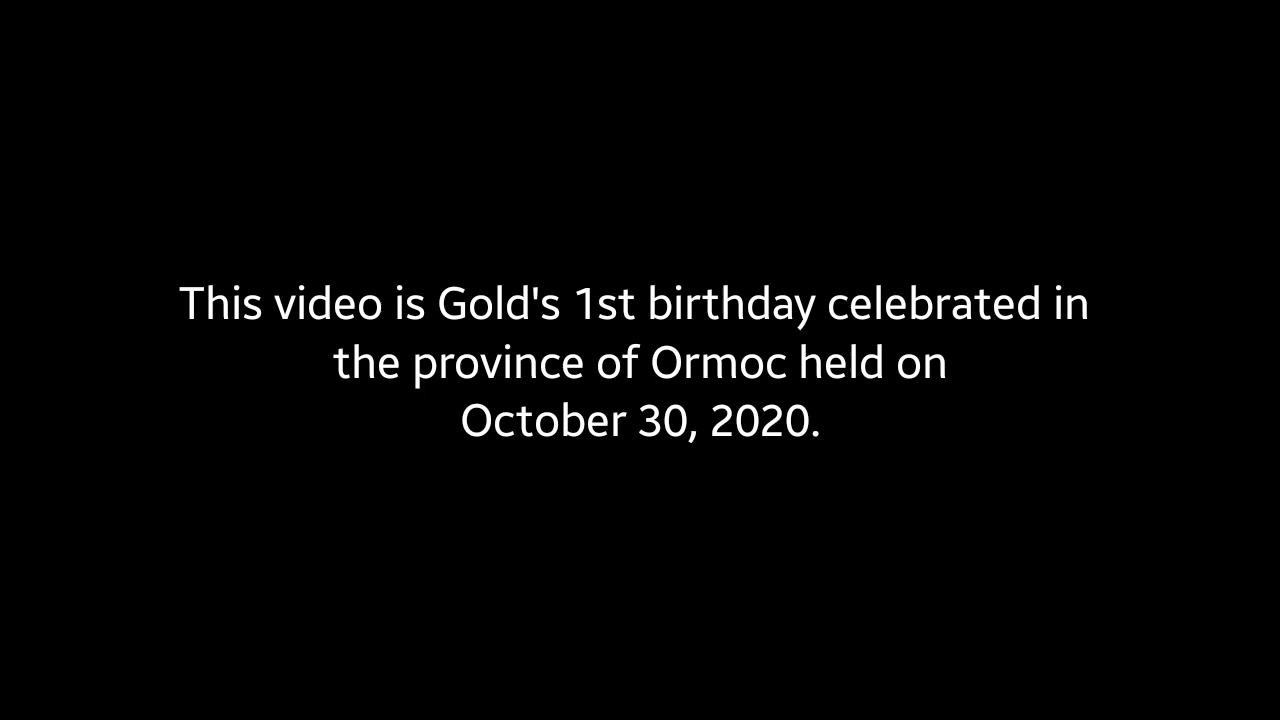 This video is Gold's 1st birthday celebrated in
the province of Ormoc held on
October 30, 2020.